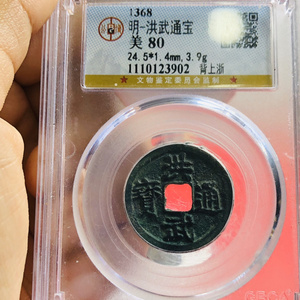 1368
明-洪武通宝
美 80
24.5*1.4mm, 3.9g
1110123902 背上浙
文物鉴定委员会监制
洪武通寳